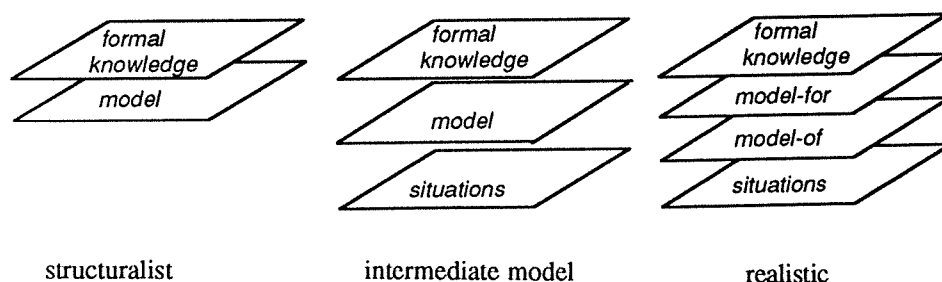 formal
knowledge
model
structuralist
formal
knowledge
model
situations
intermediate model
formal
knowledge
model-for
model-of
situations
realistic